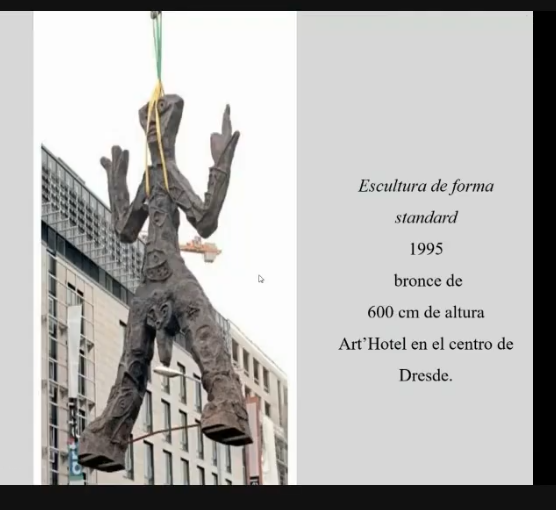 Escultura de forma
standard
1995
bronce de
600 cm de altura
Art'Hotel en el centro de
Dresde.